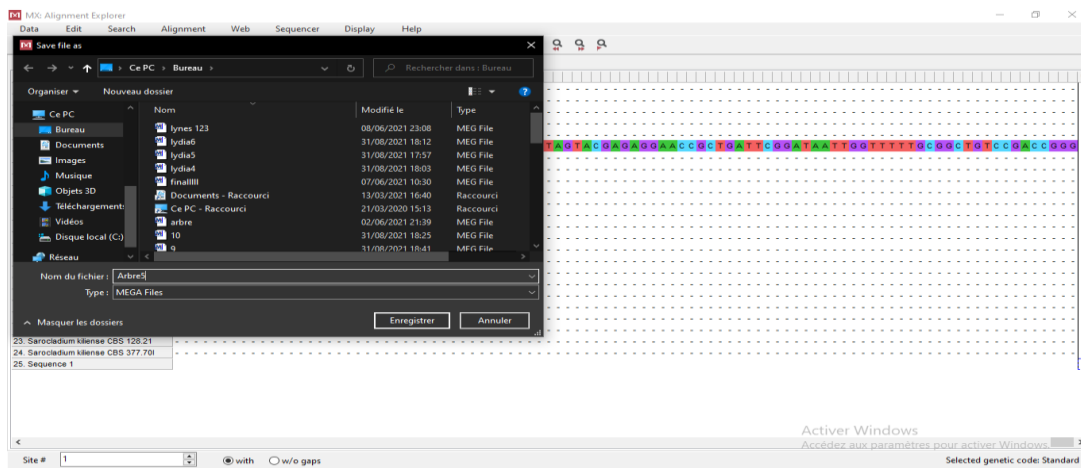 MX: Alignment Explorer
Data Edit Search Alignment Web Sequencer Display Help
Save file as
Ce PC › Bureau ›
Rechercher dans : Bureau
Organiser Nouveau dossier
Ce PC
Bureau
Documents
Images
Musique
Objets 3D
Téléchargements
Vidéos
Disque local (C:)
Réseau
Nom Modifié le Type
lynes 123 08/06/2021 23:08 MEG File
lydia6 31/08/2021 18:12 MEG File
lydia5 31/08/2021 17:57 MEG File
lydia4 31/08/2021 18:03 MEG File
finalllll 07/06/2021 10:30 MEG File
Documents - Raccourci 13/03/2021 16:40 Raccourci
Ce PC - Raccourci 21/03/2020 15:13 Raccourci
arbre 02/06/2021 21:39 MEG File
10 31/08/2021 18:25 MEG File
9 31/08/2021 18:41 MEG File
Nom du fichier : Arbre5
Type : MEGA Files
Masquer les dossiers
Enregistrer Annuler
TAGTACGAGAGGAACCGCTGATTCGGATAATTGGTTTTTGCGGCTGTCCGACCGGG
23. Sarocladium kiliense CBS 128.21
24. Sarocladium kiliense CBS 377.70I
25. Sequence 1
Activer Windows
Accédez aux paramètres pour activer Windows.
Site # 1 with w/o gaps
Selected genetic code: Standard